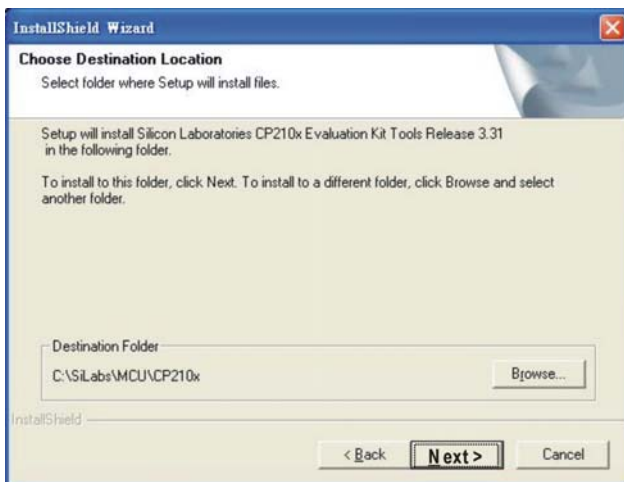 InstallShield Wizard
Choose Destination Location
Select folder where Setup will install files.
Setup will install Silicon Laboratories CP210x Evaluation Kit Tools Release 3.31
in the following folder.
To install to this folder, click Next. To install to a different folder, click Browse and select
another folder.
Destination Folder
C:\SiLabs\MCU\CP210x
Browse...
InstallShield
< Back
Next >
Cancel